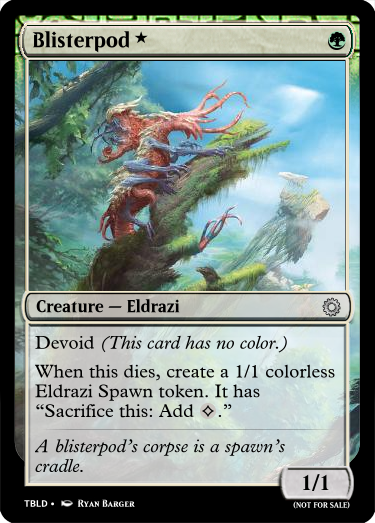 Blisterpod ★
Creature — Eldrazi
Devoid (This card has no color.)
When this dies, create a 1/1 colorless
Eldrazi Spawn token. It has
“Sacrifice this: Add ◇.”
A blisterpod's corpse is a spawn's
cradle.
1/1
TBLD • Ryan Barger
(NOT FOR SALE)